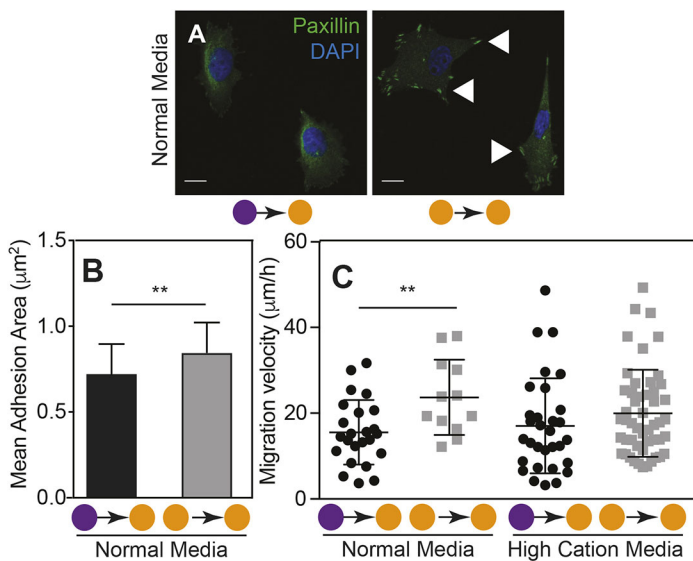 A
Paxillin
DAPI
Normal Media
B
Mean Adhesion Area (μm²)
1.5
1.0
0.5
0.0
**
Normal Media
C
Migration velocity (μm/h)
60
40
20
0
**
Normal Media
High Cation Media